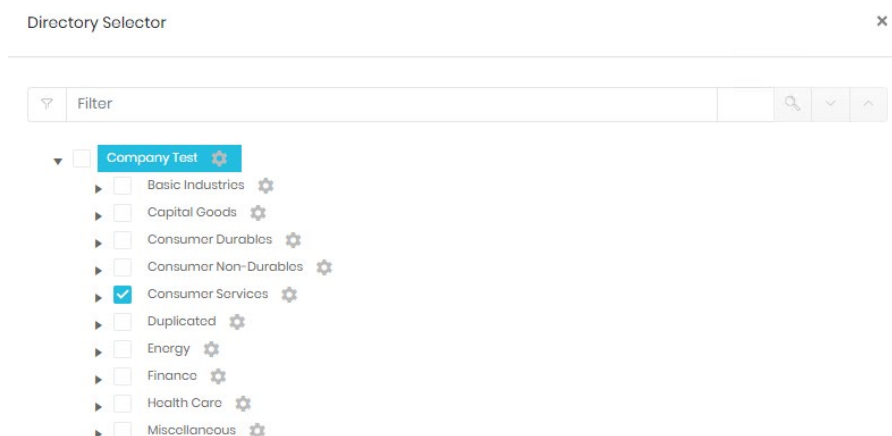 Directory Selector
Filter
Company Test
Basic Industries
Capital Goods
Consumer Durables
Consumer Non-Durables
Consumer Services
Duplicated
Energy
Finance
Health Care
Miscellaneous